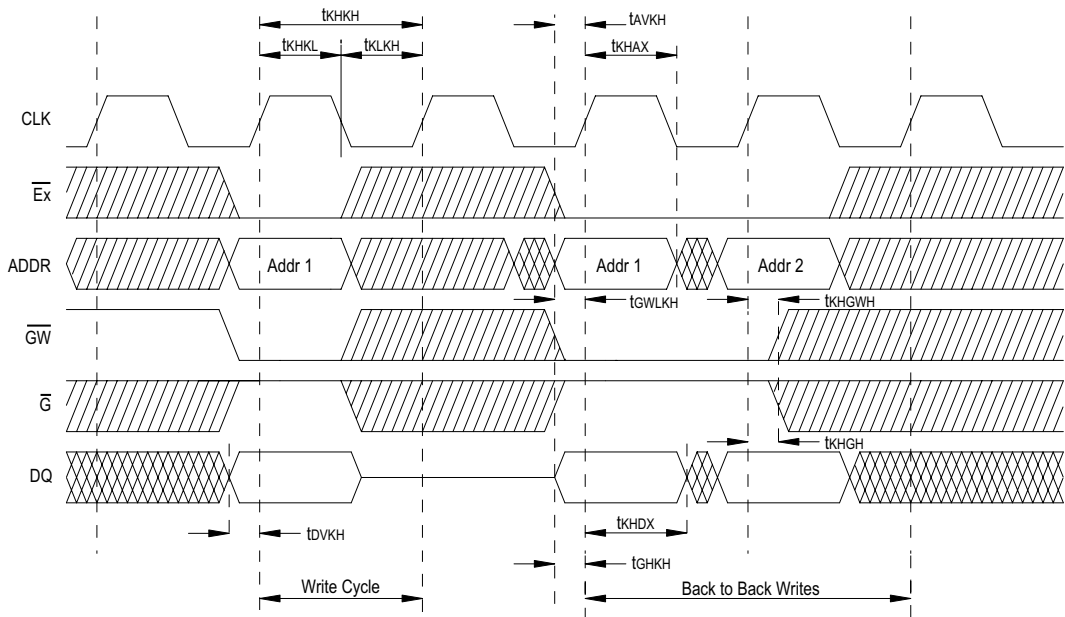 tKHKH
tAVKH
tKHKL
tKLKH
tKHAX
CLK
Ex
ADDR
Addr 1
Addr 1
Addr 2
tGWLKH
tKHGWH
GW
G
tKHGH
DQ
tDVKH
tKHDX
tGHKH
Write Cycle
Back to Back Writes